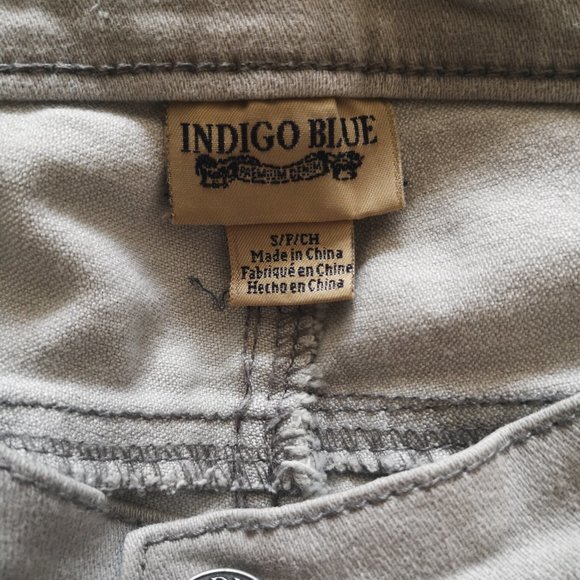 INDIGO BLUE
PREMIUM DENIM
S/P/CH
Made in China
Fabriqué en Chine
Hecho en China